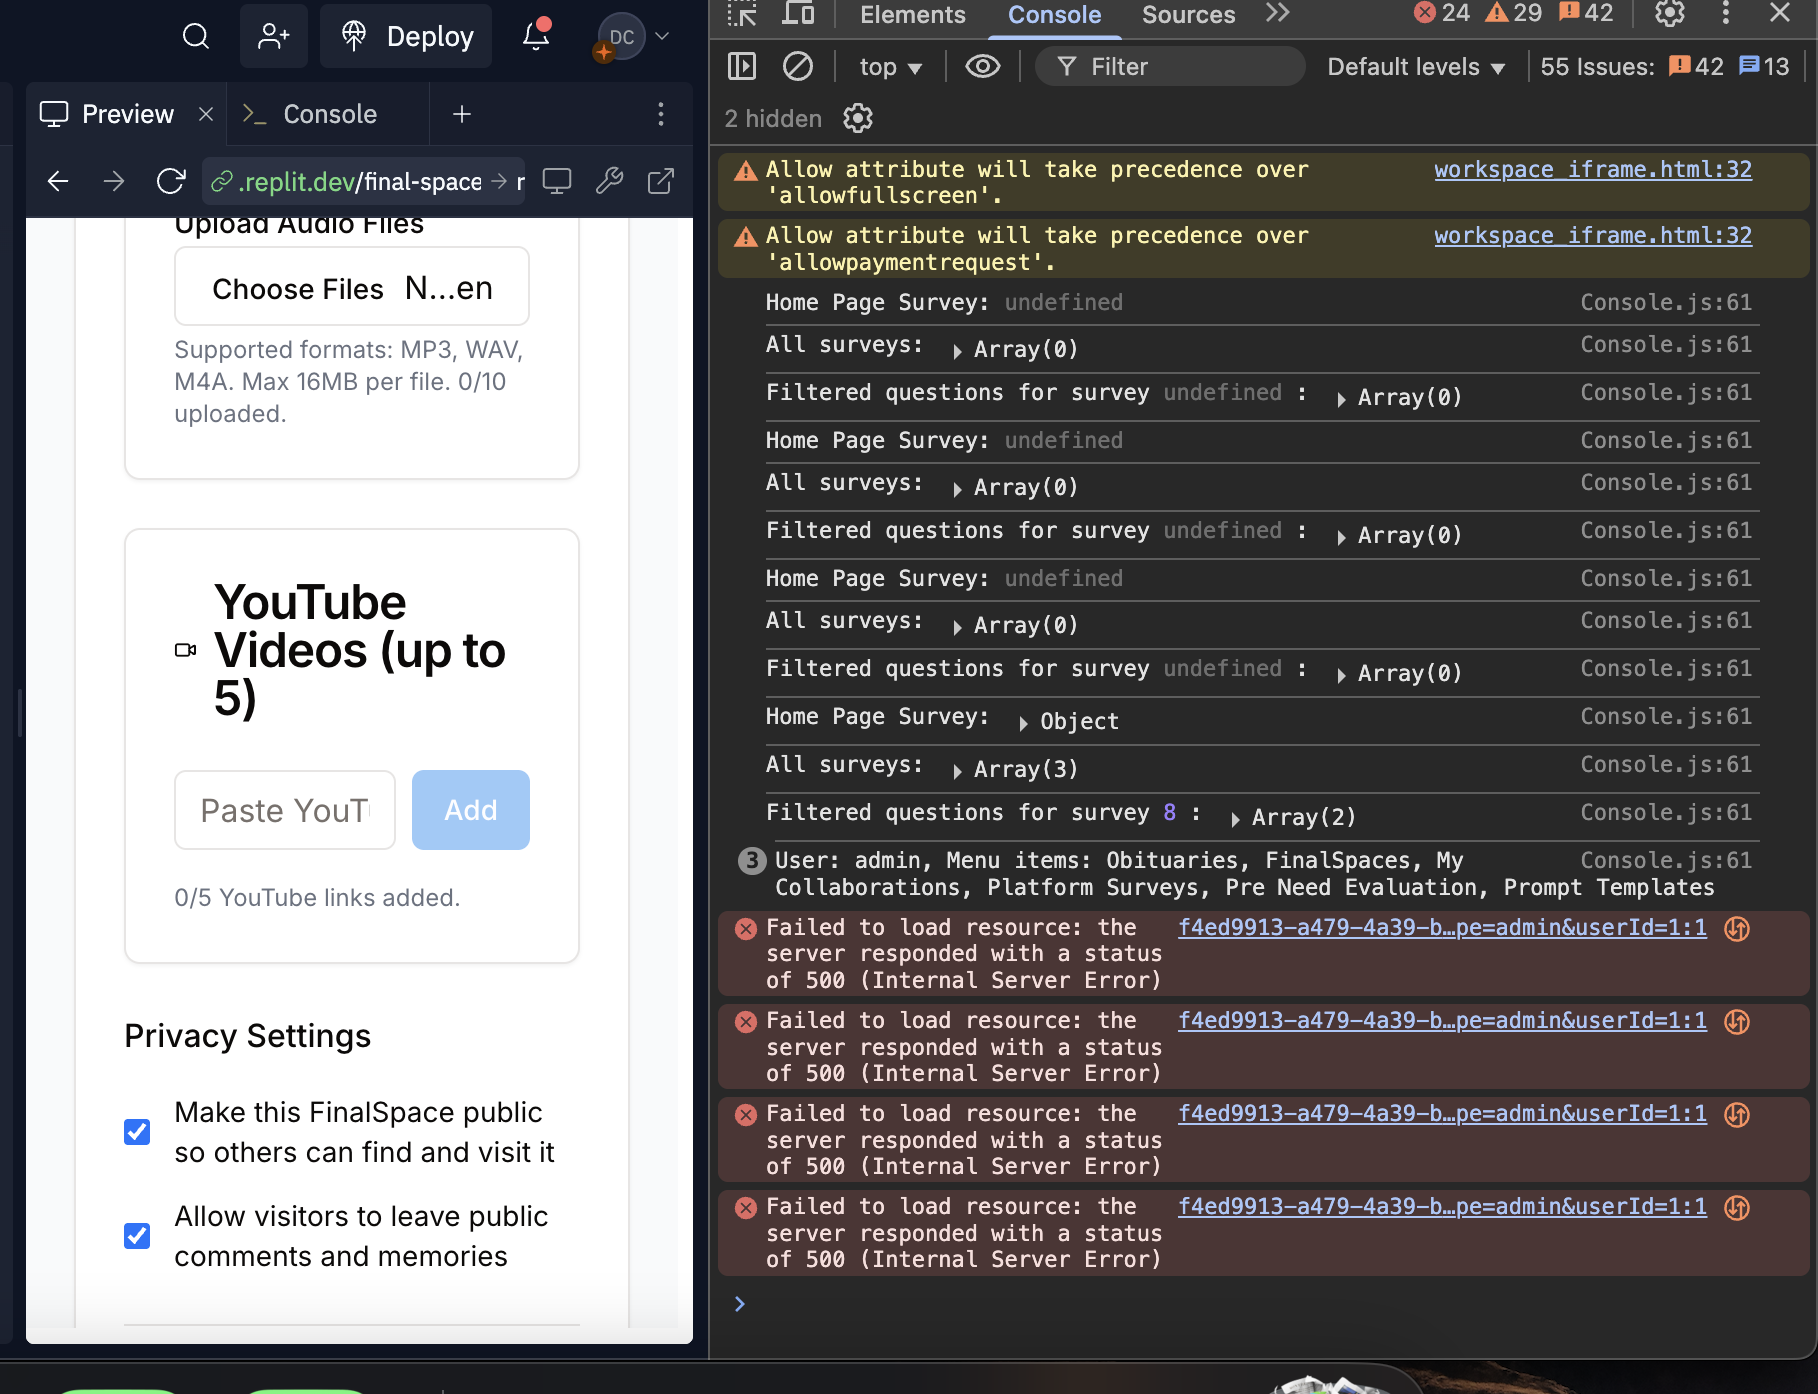 Deploy
DC
Preview
Console
.replit.dev/final-space
r
Upload Audio Files
Choose Files N...en
Supported formats: MP3, WAV,
M4A. Max 16MB per file. 0/10
uploaded.
YouTube
Videos (up to
5)
Paste YouT
Add
0/5 YouTube links added.
Privacy Settings
Make this FinalSpace public
so others can find and visit it
Allow visitors to leave public
comments and memories
Elements Console Sources 24 29 42
top Filter Default levels 55 Issues: 42 13
2 hidden
Allow attribute will take precedence over workspace_iframe.html:32
'allowfullscreen'.
Allow attribute will take precedence over workspace_iframe.html:32
'allowpaymentrequest'.
Home Page Survey: undefined Console.js:61
All surveys: Array(0) Console.js:61
Filtered questions for survey undefined : Array(0) Console.js:61
Home Page Survey: undefined Console.js:61
All surveys: Array(0) Console.js:61
Filtered questions for survey undefined : Array(0) Console.js:61
Home Page Survey: undefined Console.js:61
All surveys: Array(0) Console.js:61
Filtered questions for survey undefined : Array(0) Console.js:61
Home Page Survey: Object Console.js:61
All surveys: Array(3) Console.js:61
Filtered questions for survey 8 : Array(2) Console.js:61
3 User: admin, Menu items: Obituaries, FinalSpaces, My Console.js:61
Collaborations, Platform Surveys, Pre Need Evaluation, Prompt Templates
Failed to load resource: the f4ed9913-a479-4a39-b…pe=admin&userId=1:1
server responded with a status
of 500 (Internal Server Error)
Failed to load resource: the f4ed9913-a479-4a39-b…pe=admin&userId=1:1
server responded with a status
of 500 (Internal Server Error)
Failed to load resource: the f4ed9913-a479-4a39-b…pe=admin&userId=1:1
server responded with a status
of 500 (Internal Server Error)
Failed to load resource: the f4ed9913-a479-4a39-b…pe=admin&userId=1:1
server responded with a status
of 500 (Internal Server Error)